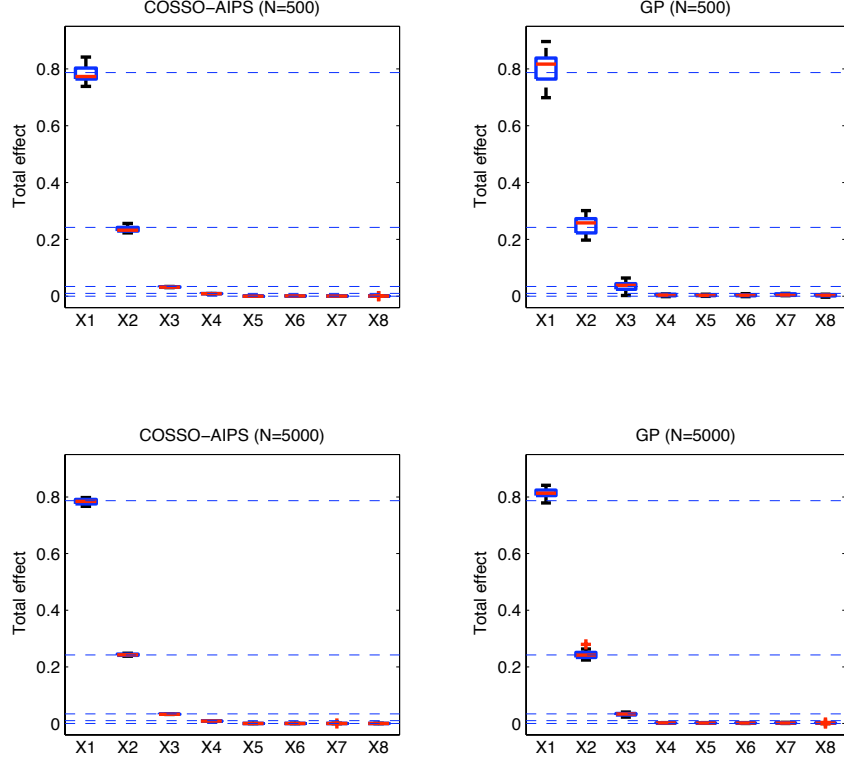 COSSO−AIPS (N=500)
Total effect
0.8
0.6
0.4
0.2
0
X1 X2 X3 X4 X5 X6 X7 X8
GP (N=500)
Total effect
0.8
0.6
0.4
0.2
0
X1 X2 X3 X4 X5 X6 X7 X8
COSSO−AIPS (N=5000)
Total effect
0.8
0.6
0.4
0.2
0
X1 X2 X3 X4 X5 X6 X7 X8
GP (N=5000)
Total effect
0.8
0.6
0.4
0.2
0
X1 X2 X3 X4 X5 X6 X7 X8